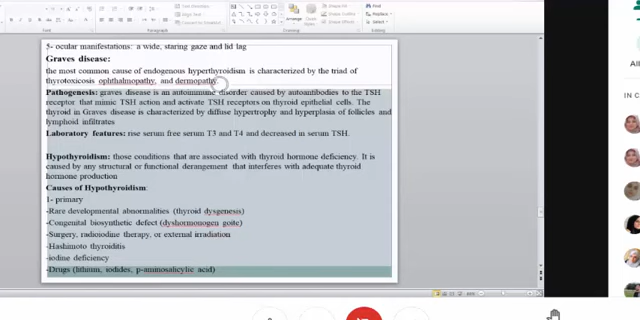 Arrange
Find
Replace
Select
5- ocular manifestations: a wide, staring gaze and lid lag
Graves disease:
the most common cause of endogenous hyperthyroidism is characterized by the triad of
thyrotoxicosis ophthalmopathy, and dermopathy.
Pathogenesis: graves disease is an autoimmune disorder caused by autoantibodies to the TSH
receptor that mimic TSH action and activate TSH receptors on thyroid epithelial cells. The
thyroid in Graves disease is characterized by diffuse hypertrophy and hyperplasia of follicles and
lymphoid infiltrates
Laboratory features: rise serum free serum T3 and T4 and decreased in serum TSH.
Hypothyroidism: those conditions that are associated with thyroid hormone deficiency. It is
caused by any structural or functional derangement that interferes with adequate thyroid
hormone production
Causes of Hypothyroidism:
1- primary
-Rare developmental abnormalities (thyroid dysgenesis)
-Congenital biosynthetic defect (dyshormonogen goite)
-Surgery, radioiodine therapy, or external irradiation
-Hashimoto thyroiditis
-iodine deficiency
-Drugs (lithium, iodides, p-aminosalicylic acid)